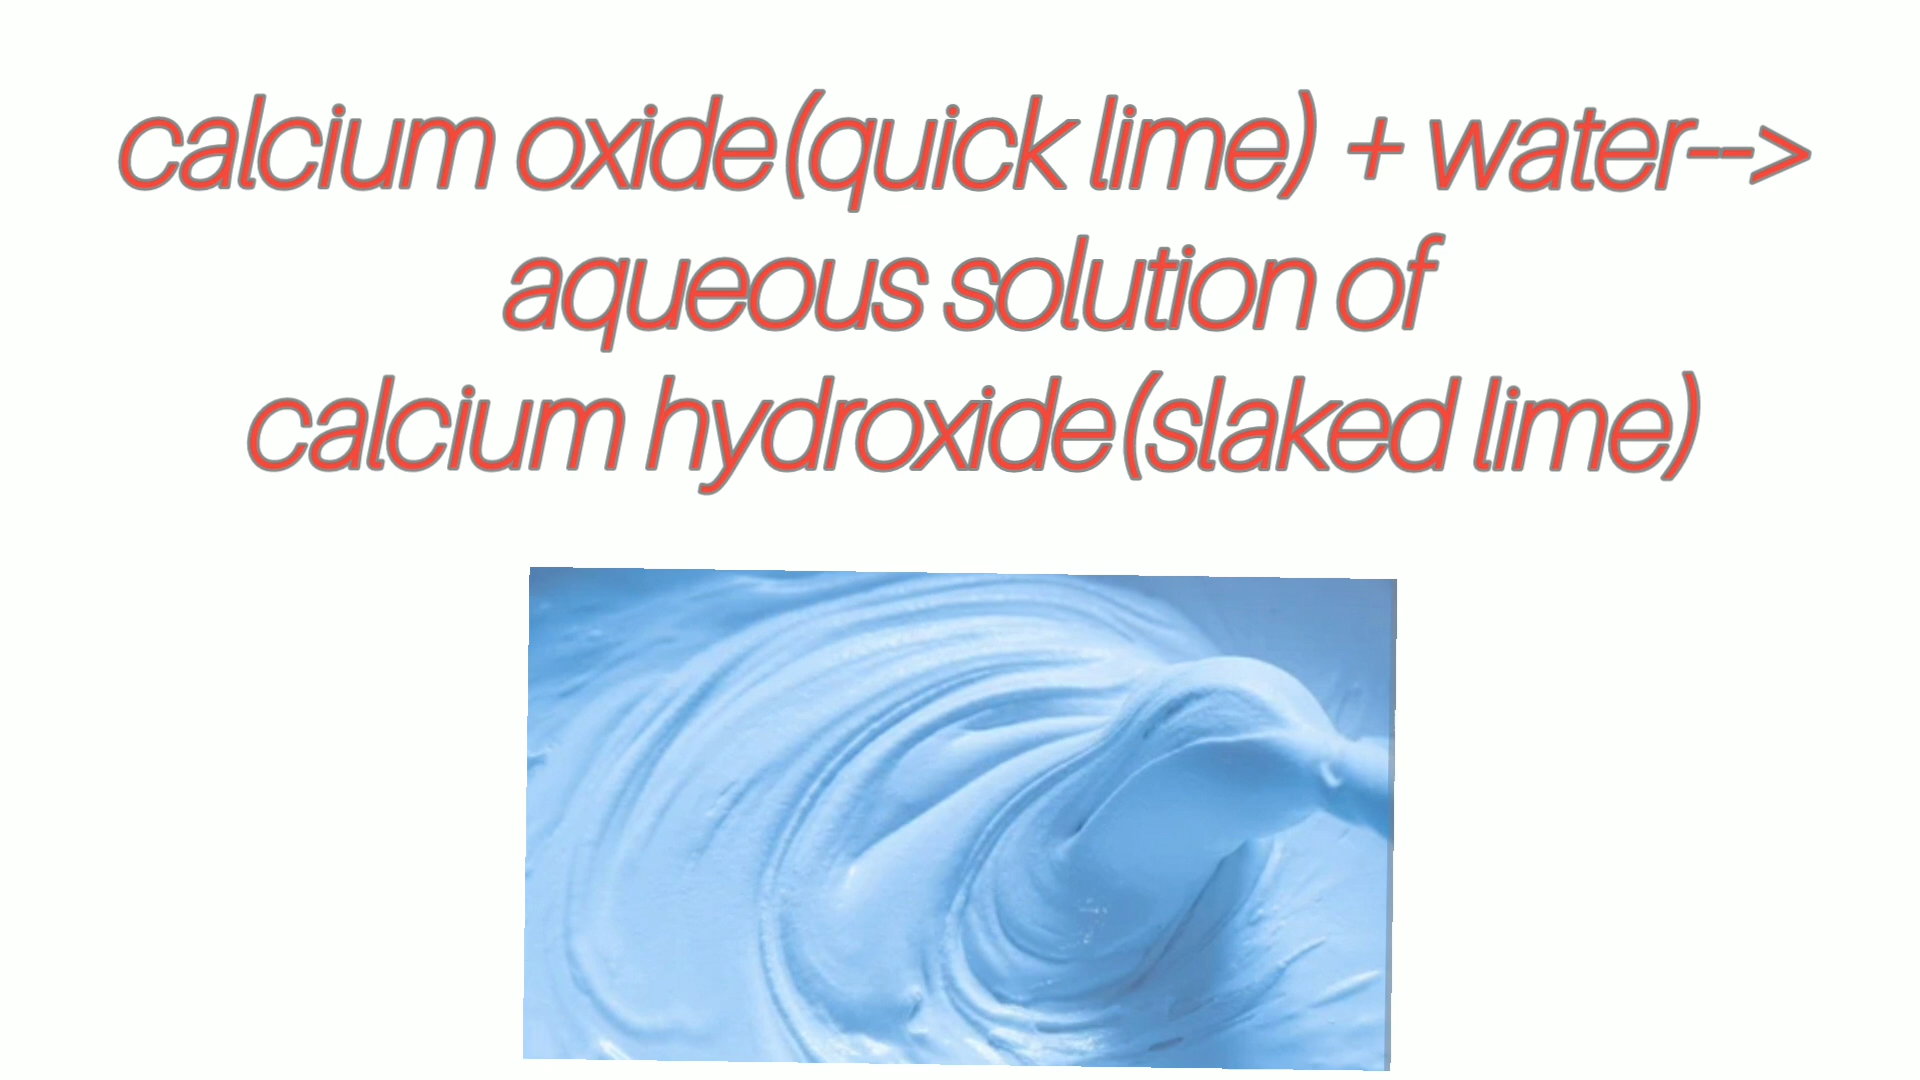 calcium oxide(quick lime) + water-->
aqueous solution of
calcium hydroxide(slaked lime)